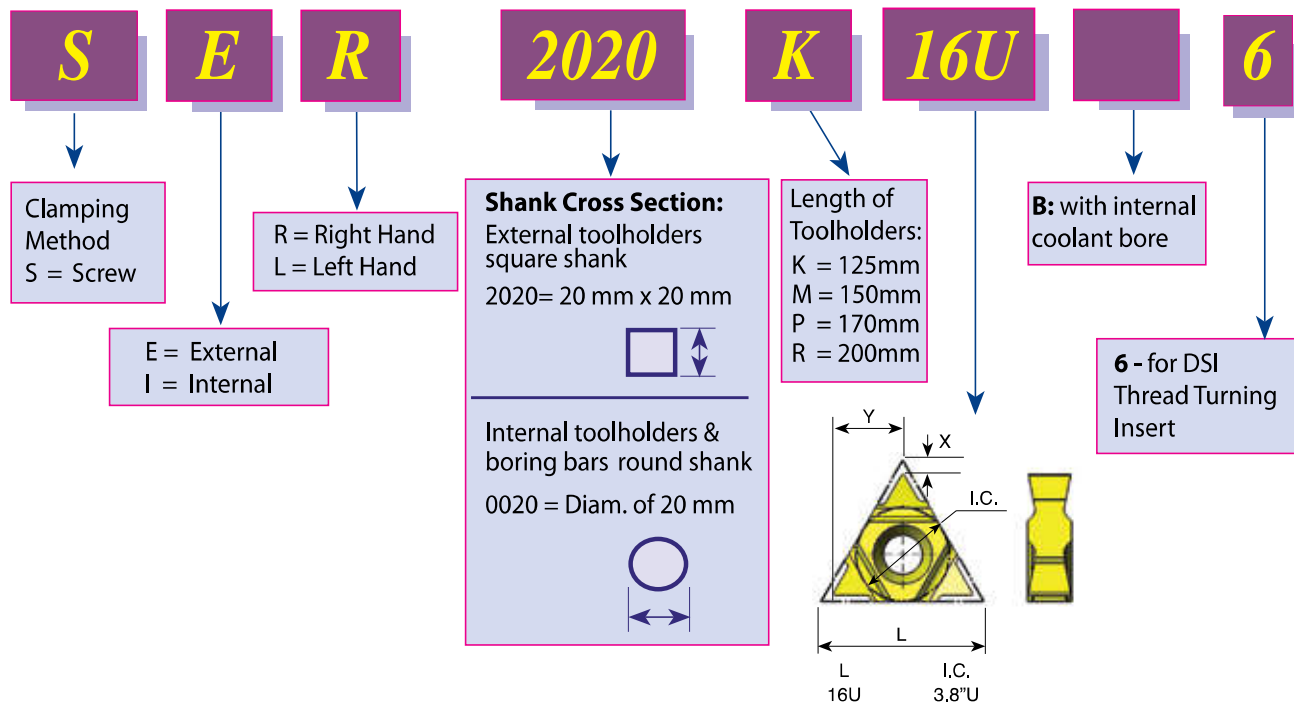 S E R 2020 K 16U 6
Clamping
Method
S = Screw
E = External
I = Internal
R = Right Hand
L = Left Hand
Shank Cross Section:
External toolholders
square shank
2020= 20 mm x 20 mm
Internal toolholders &
boring bars round shank
0020 = Diam. of 20 mm
Length of
Toolholders:
K = 125mm
M = 150mm
P = 170mm
R = 200mm
Y
X
I.C.
L
L I.C.
16U 3.8”U
B: with internal
coolant bore
6 - for DSI
Thread Turning
Insert